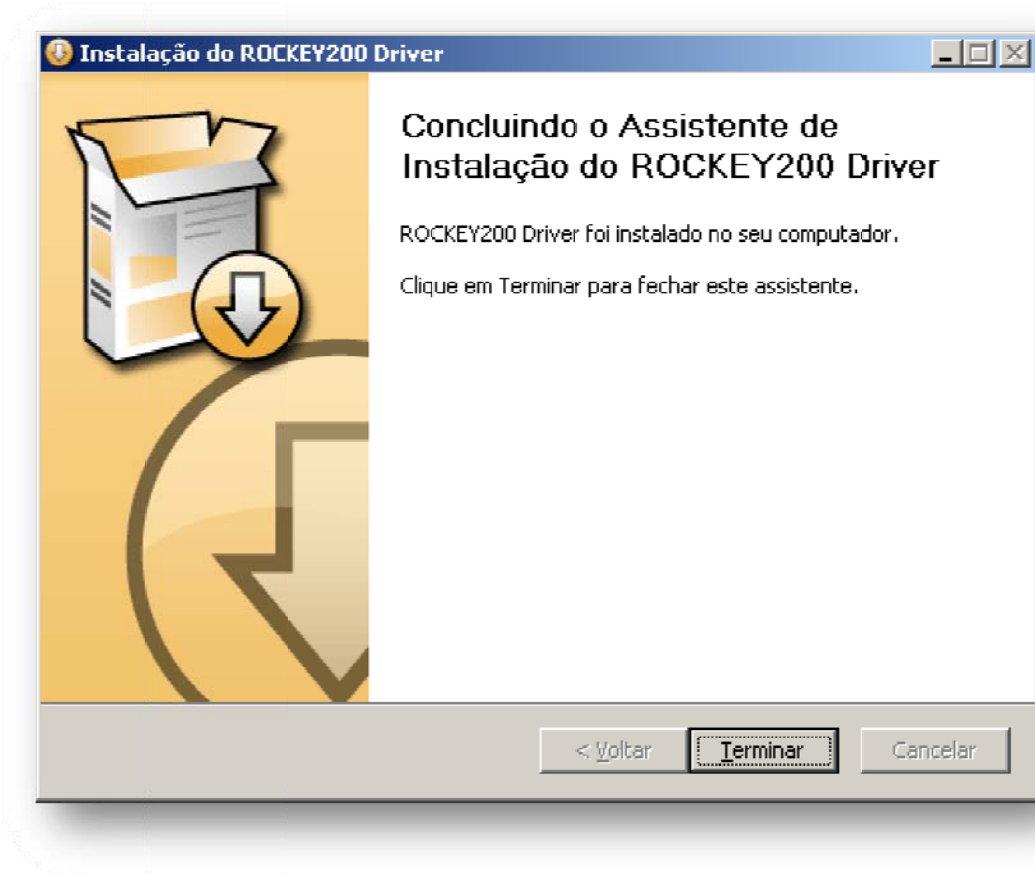 Instalação do ROCKEY200 Driver
Concluindo o Assistente de
Instalação do ROCKEY200 Driver
ROCKEY200 Driver foi instalado no seu computador.
Clique em Terminar para fechar este assistente.
< Voltar
Terminar
Cancelar